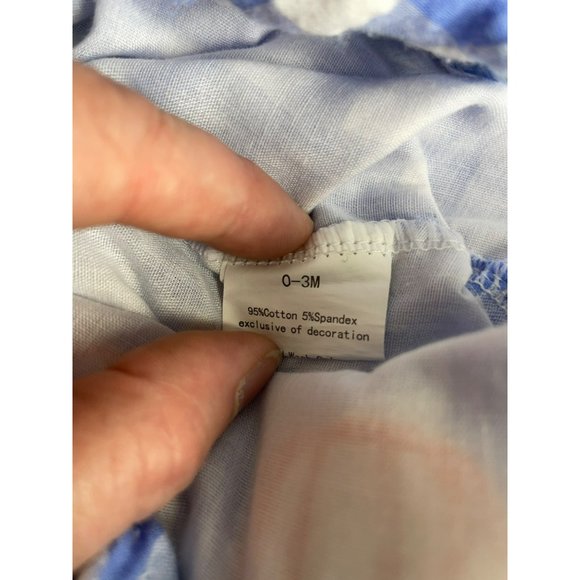 0-3M
95%Cotton 5%Spandex
exclusive of decoration